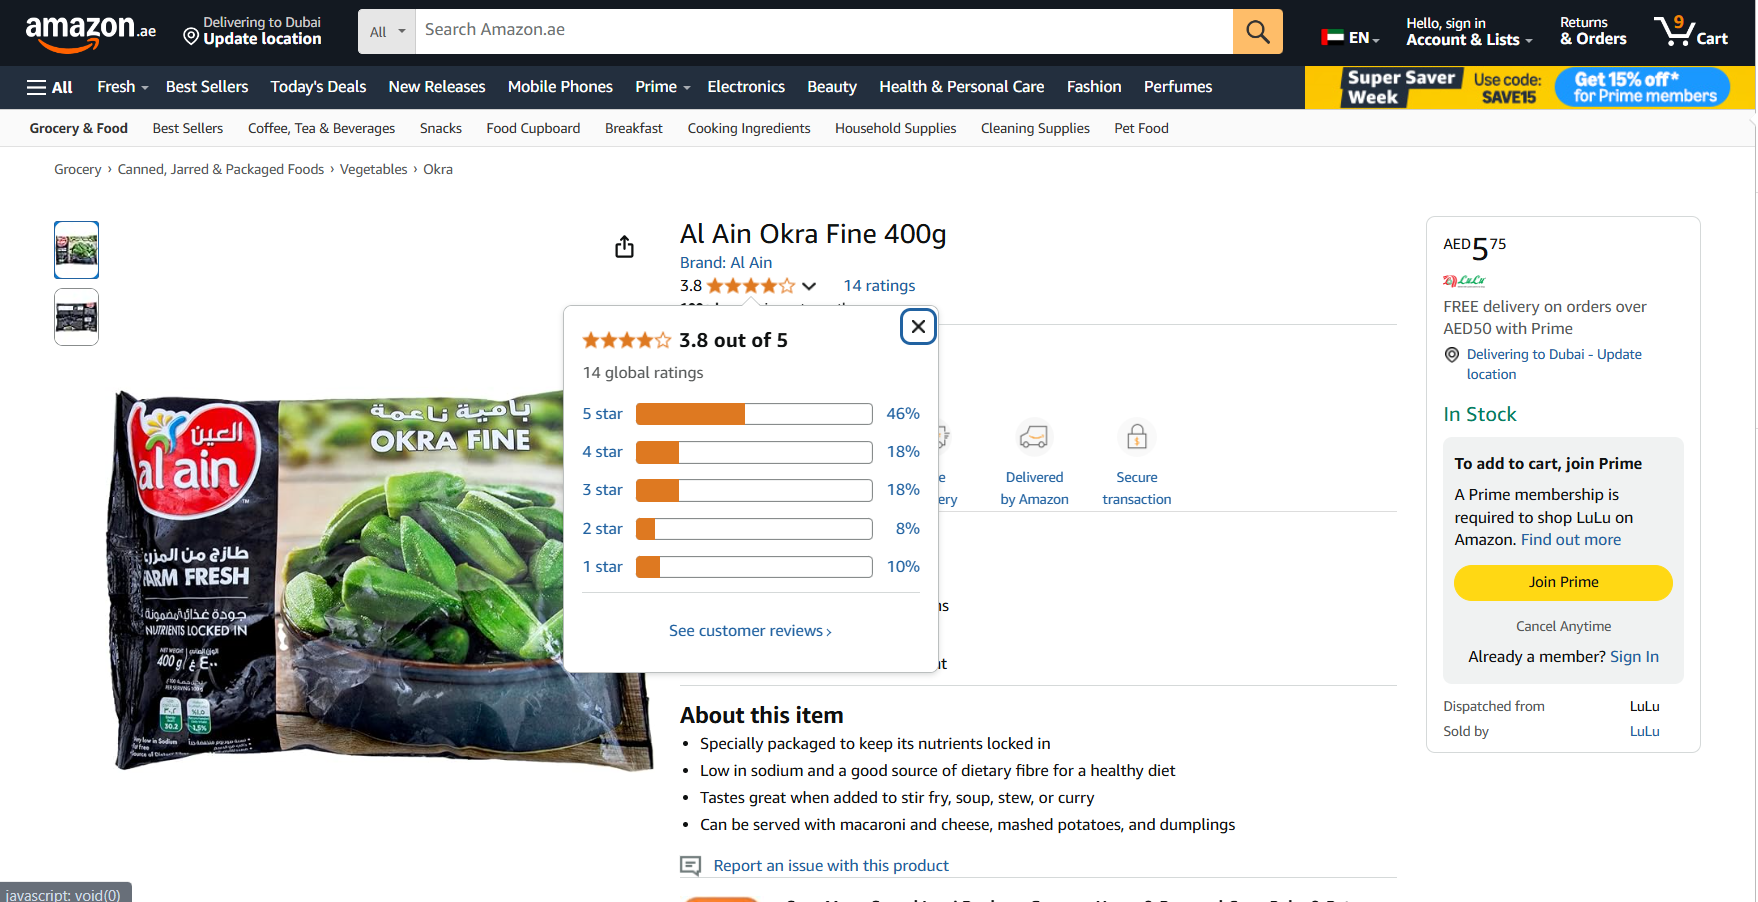 amazon.ae
Delivering to Dubai
Update location
All
Search Amazon.ae
EN
Hello, sign in
Account & Lists
Returns
& Orders
9
Cart
All
Fresh
Best Sellers
Today's Deals
New Releases
Mobile Phones
Prime
Electronics
Beauty
Health & Personal Care
Fashion
Perfumes
Super Saver
Week
Use code:
SAVE15
Get 15% off*
for Prime members
Grocery & Food
Best Sellers
Coffee, Tea & Beverages
Snacks
Food Cupboard
Breakfast
Cooking Ingredients
Household Supplies
Cleaning Supplies
Pet Food
Grocery › Canned, Jarred & Packaged Foods › Vegetables › Okra
العين
al ain
TM
بامية ناعمة
OKRA FINE
طازج من المزرعة
FARM FRESH
جودة غذائية مضمونة
NUTRIENTS LOCKED IN
NET WEIGHT
400g
30.2
1.5%
Al Ain Okra Fine 400g
Brand: Al Ain
3.8
14 ratings
3.8 out of 5
14 global ratings
5 star 46%
4 star 18%
3 star 18%
2 star 8%
1 star 10%
See customer reviews ›
Delivered
by Amazon
Secure
transaction
About this item
• Specially packaged to keep its nutrients locked in
• Low in sodium and a good source of dietary fibre for a healthy diet
• Tastes great when added to stir fry, soup, stew, or curry
• Can be served with macaroni and cheese, mashed potatoes, and dumplings
Report an issue with this product
AED 5 75
LuLu
FREE delivery on orders over
AED50 with Prime
Delivering to Dubai - Update
location
In Stock
To add to cart, join Prime
A Prime membership is
required to shop LuLu on
Amazon. Find out more
Join Prime
Cancel Anytime
Already a member? Sign In
Dispatched from LuLu
Sold by LuLu
javascript: void(0)